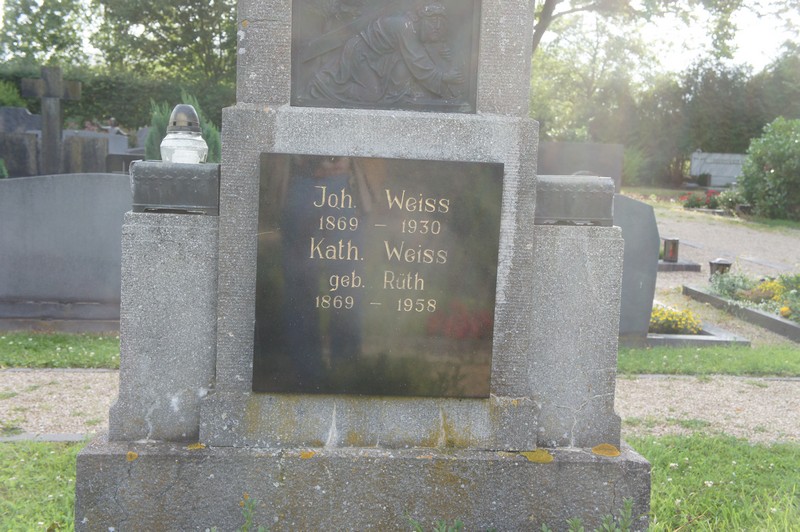 Joh. Weiss
1869 – 1930
Kath. Weiss
geb. Rüth
1869 – 1958